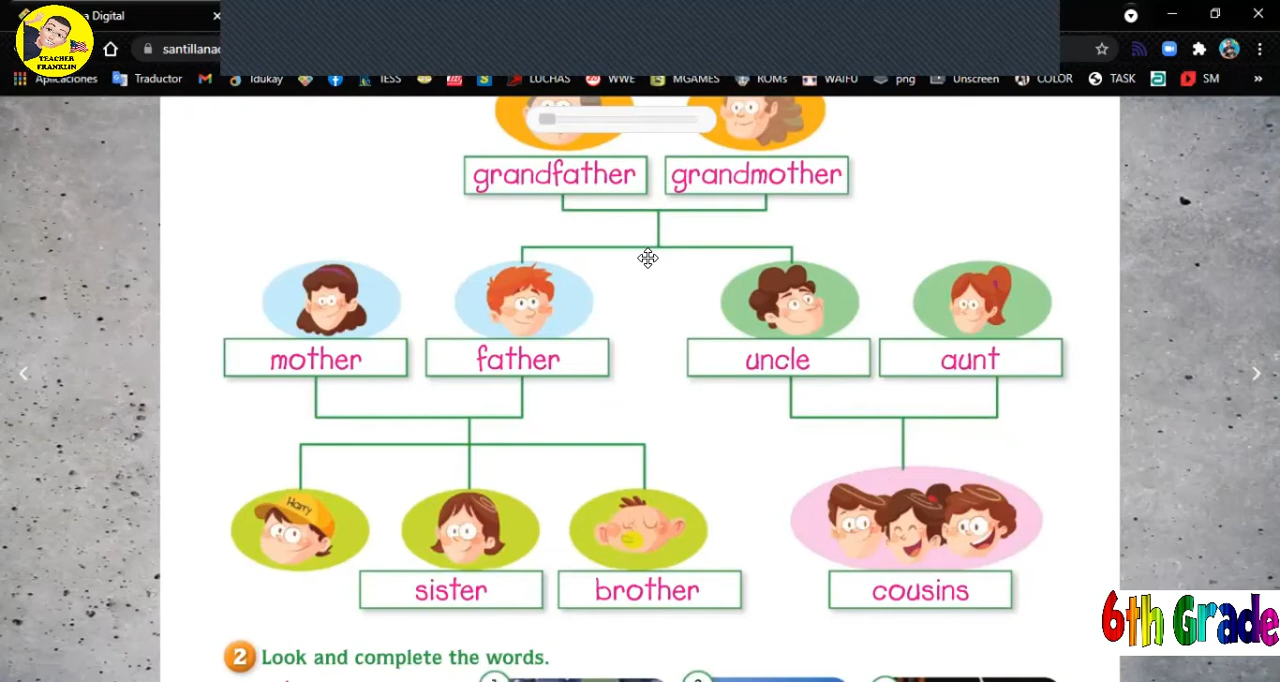 Digital
TEACHER
FRANKLIN
Aplicaciones Traductor Idukay IESS LUCHAS WWE MGAMES ROMs WAIFU png Unscreen COLOR TASK SM »
grandfather grandmother
mother father uncle aunt
Harry
sister brother cousins
6th Grade
2 Look and complete the words.